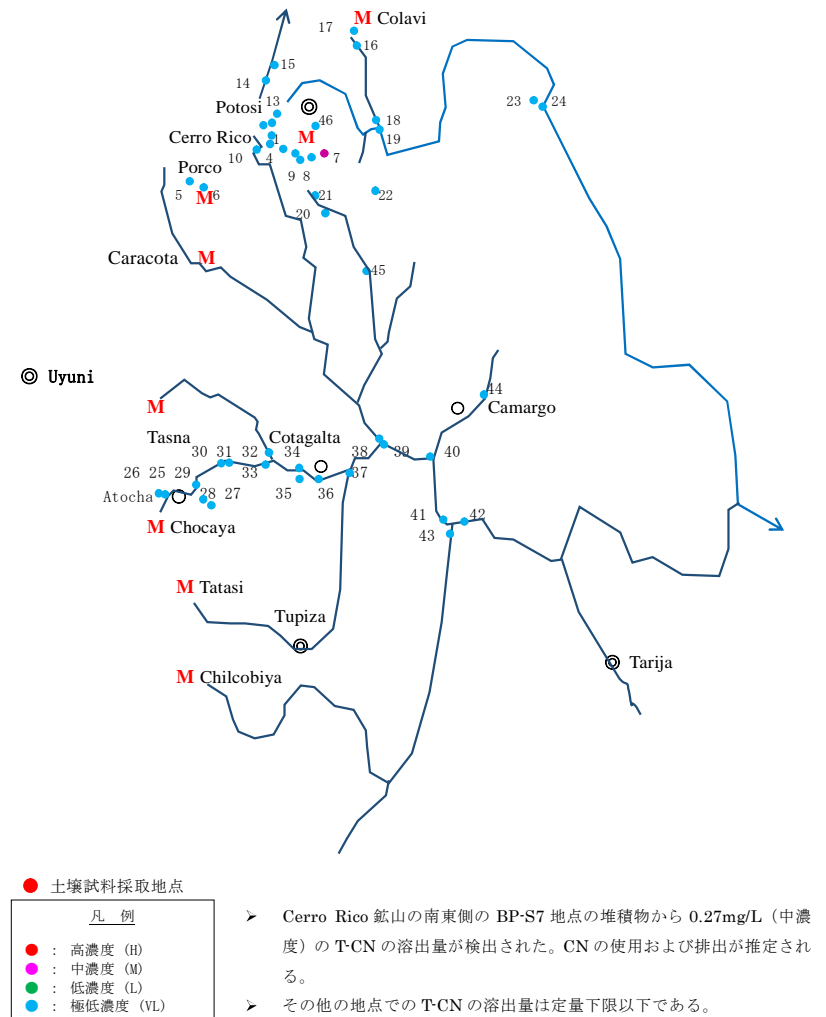 17 M Colavi
16
15
14
13
Potosi
23 24
46
18
Cerro Rico
1 M
19
10 4 7
Porco
9 8
5 6
M
21 22
20
Caracota M
45
Uyuni
M
44
Camargo
Tasna Cotagalta
30 31 32 34 38 39 40
33 37
26 25 29
28 27 35 36
Atocha
M Chocaya
41 42
43
M Tatasi
Tupiza
Tarija
M Chilcobiya
土壌試料採取地点
凡 例
: 高濃度 (H)
: 中濃度 (M)
: 低濃度 (L)
: 極低濃度 (VL)
➢ Cerro Rico 鉱山の南東側の BP-S7 地点の堆積物から 0.27mg/L（中濃
度）の T-CN の溶出量が検出された。CN の使用および排出が推定され
る。
➢ その他の地点での T-CN の溶出量は定量下限以下である。